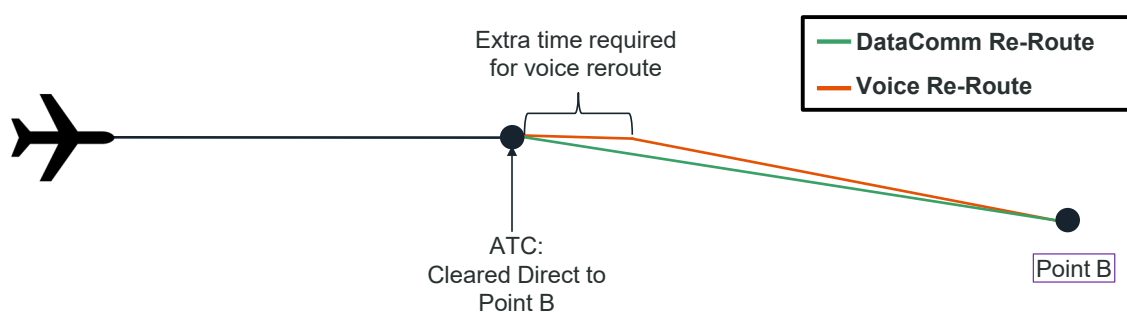 Extra time required
for voice reroute
DataComm Re-Route
Voice Re-Route
ATC:
Cleared Direct to
Point B
Point B